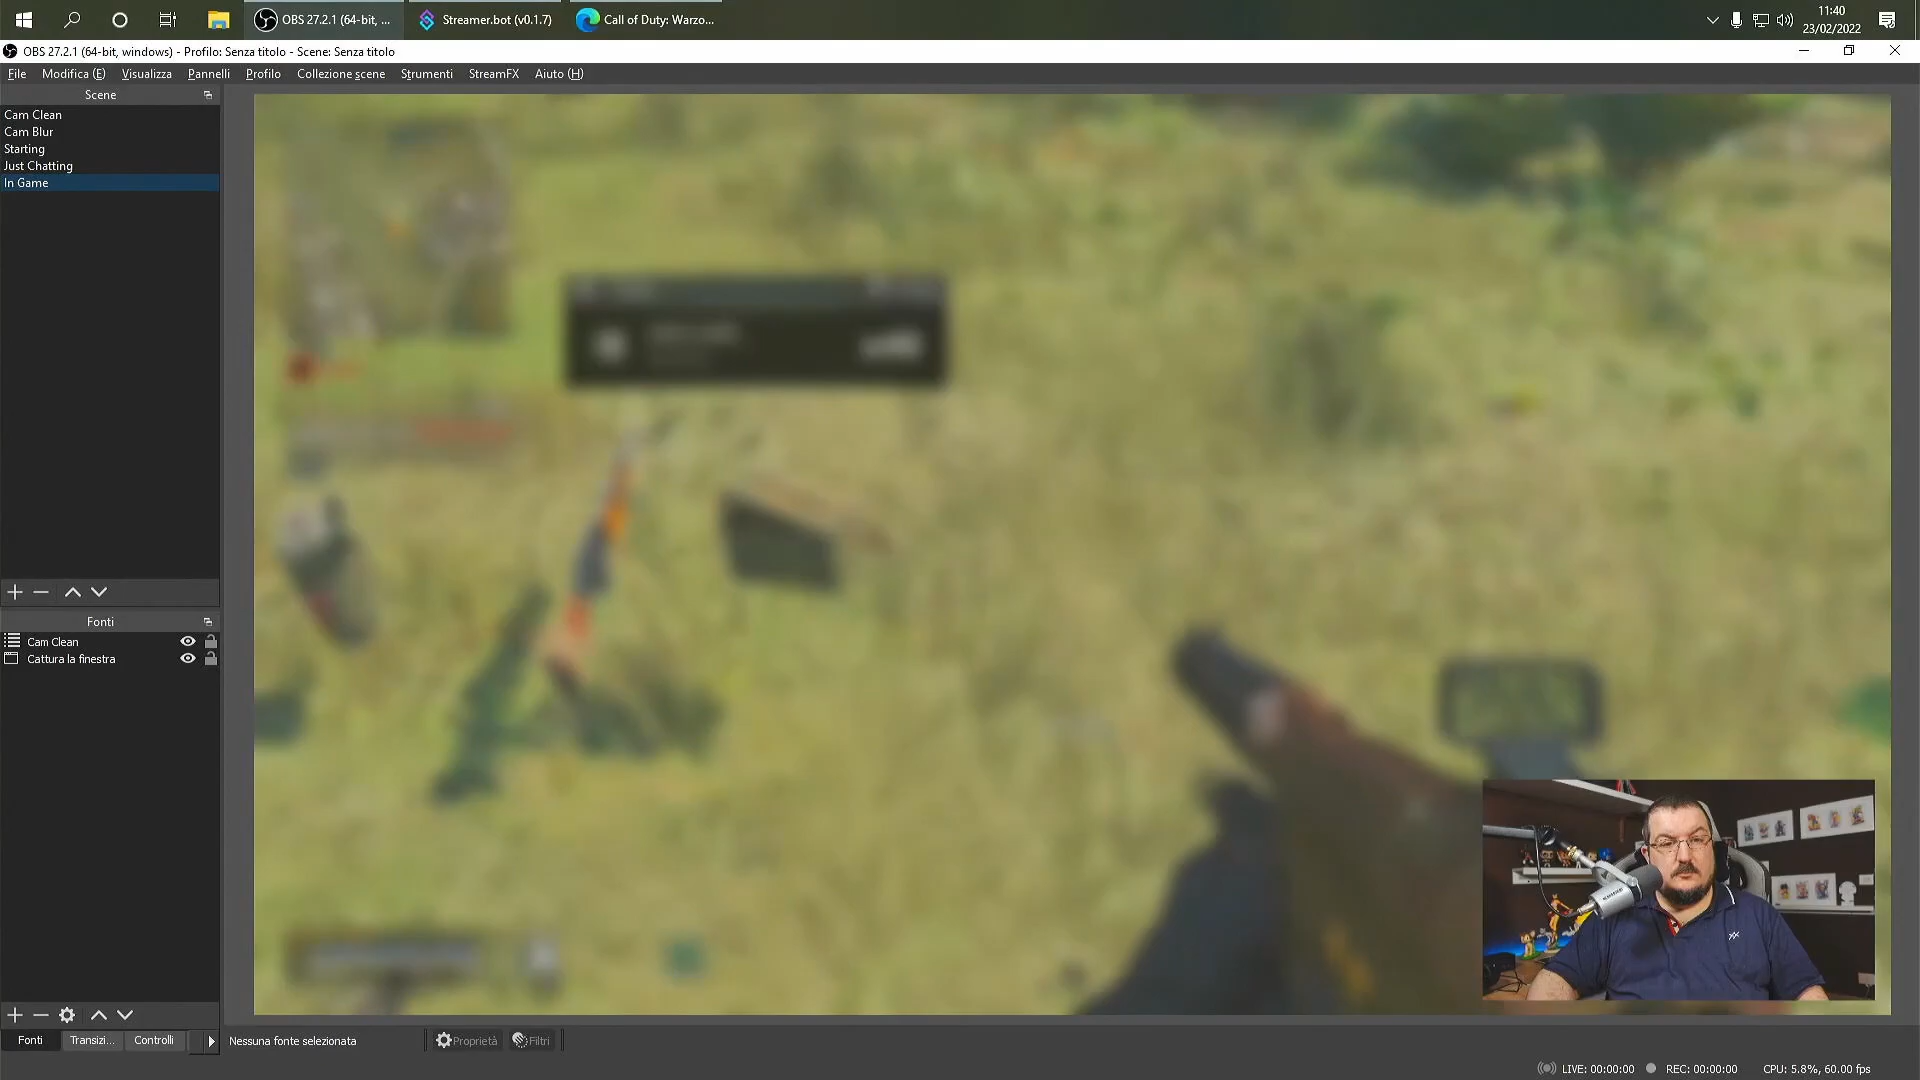 OBS 27.2.1 (64-bit, ...
Streamer.bot (v0.1.7)
Call of Duty: Warzo...
11:40
23/02/2022
OBS 27.2.1 (64-bit, windows) - Profilo: Senza titolo - Scene: Senza titolo
File
Modifica (E)
Visualizza
Pannelli
Profilo
Collezione scene
Strumenti
StreamFX
Aiuto (H)
Scene
Cam Clean
Cam Blur
Starting
Just Chatting
In Game
Fonti
Cam Clean
Cattura la finestra
Fonti
Transizi...
Controlli
Nessuna fonte selezionata
Proprietà
Filtri
LIVE: 00:00:00
REC: 00:00:00
CPU: 5.8%, 60.00 fps